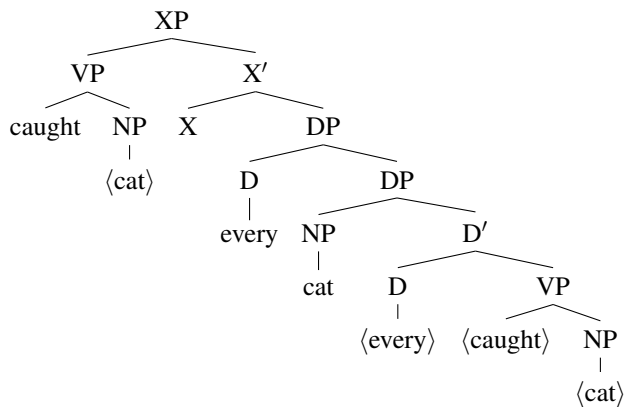 XP
VP X′
caught NP X DP
⟨cat⟩ D DP
every NP D′
cat D VP
⟨every⟩ ⟨caught⟩ NP
⟨cat⟩